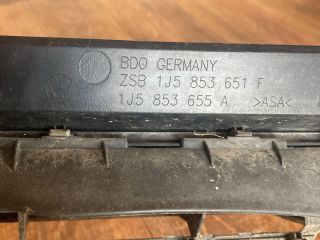 BDO GERMANY
ZSB 1J5 853 651 F
1J5 853 655 A >ASA<